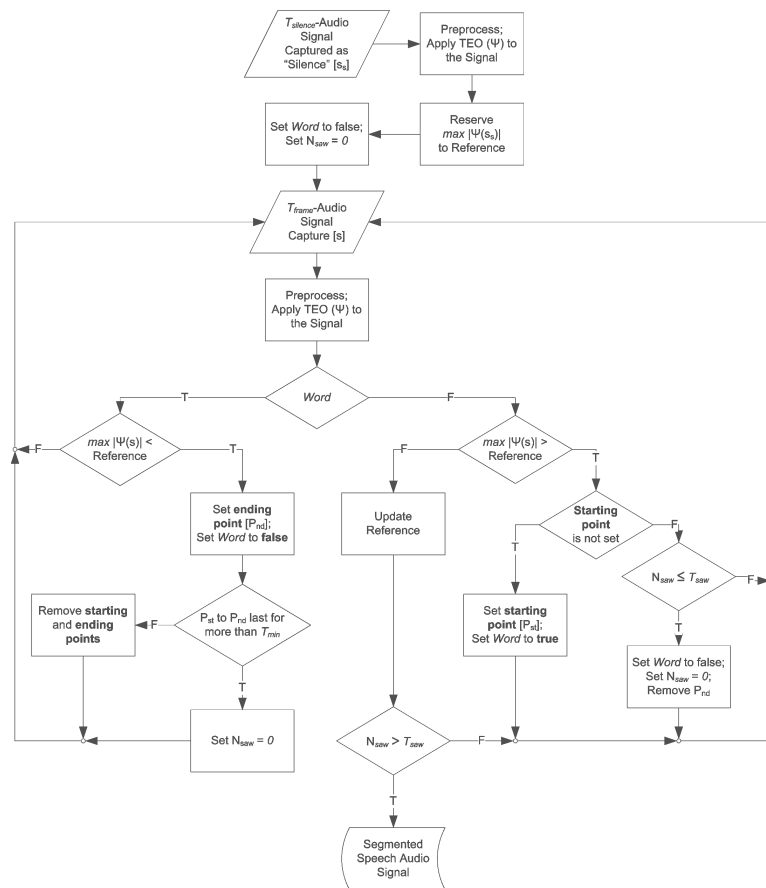 T_silence-Audio
Signal
Captured as
"Silence" [s_s]
Preprocess;
Apply TEO (Ψ) to
the Signal
Set Word to false;
Set N_saw = 0
Reserve
max |Ψ(s_s)|
to Reference
T_frame-Audio
Signal
Capture [s]
Preprocess;
Apply TEO (Ψ) to
the Signal
Word
T
F
max |Ψ(s)| <
Reference
F
T
max |Ψ(s)| >
Reference
F
T
Set ending
point [P_nd];
Set Word to false
Update
Reference
Starting
point
is not set
T
F
N_saw ≤ T_saw
F
T
Remove starting
and ending
points
F
P_st to P_nd last for
more than T_min
T
Set starting
point [P_st];
Set Word to true
Set Word to false;
Set N_saw = 0;
Remove P_nd
Set N_saw = 0
N_saw > T_saw
F
T
Segmented
Speech Audio
Signal